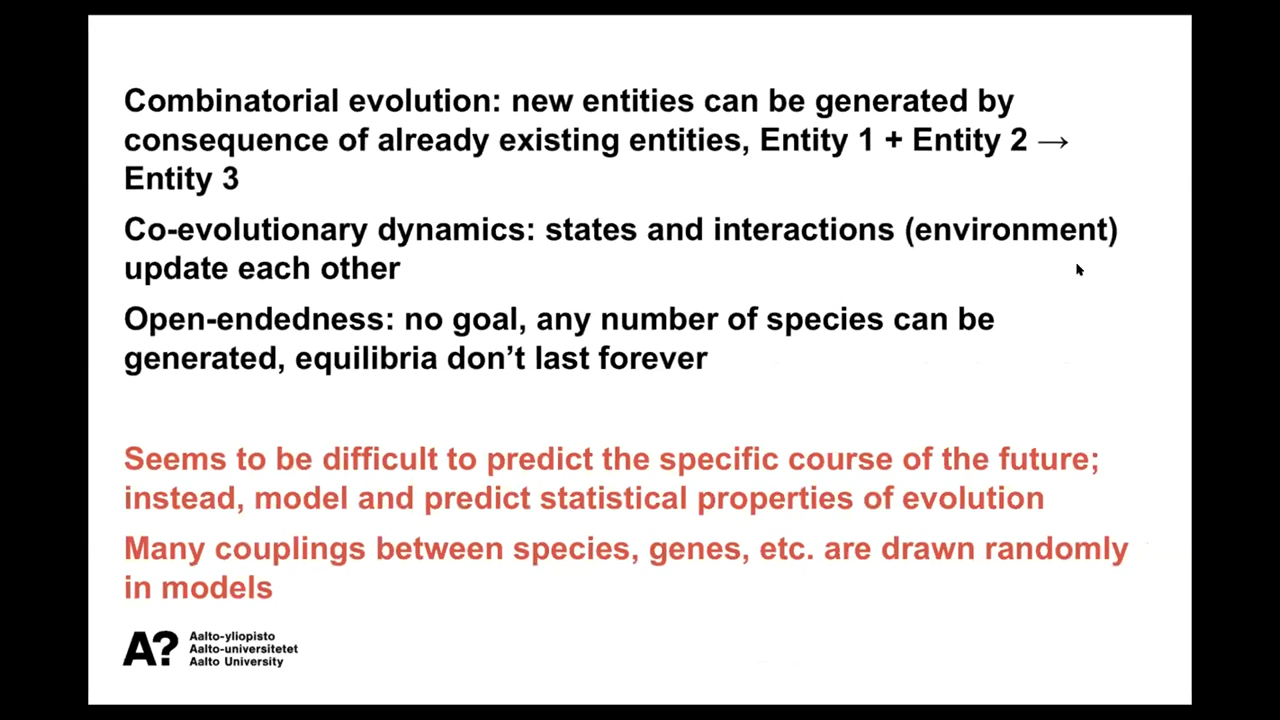 Combinatorial evolution: new entities can be generated by
consequence of already existing entities, Entity 1 + Entity 2 →
Entity 3
Co-evolutionary dynamics: states and interactions (environment)
update each other
Open-endedness: no goal, any number of species can be
generated, equilibria don’t last forever
Seems to be difficult to predict the specific course of the future;
instead, model and predict statistical properties of evolution
Many couplings between species, genes, etc. are drawn randomly
in models
A?
Aalto-yliopisto
Aalto-universitetet
Aalto University